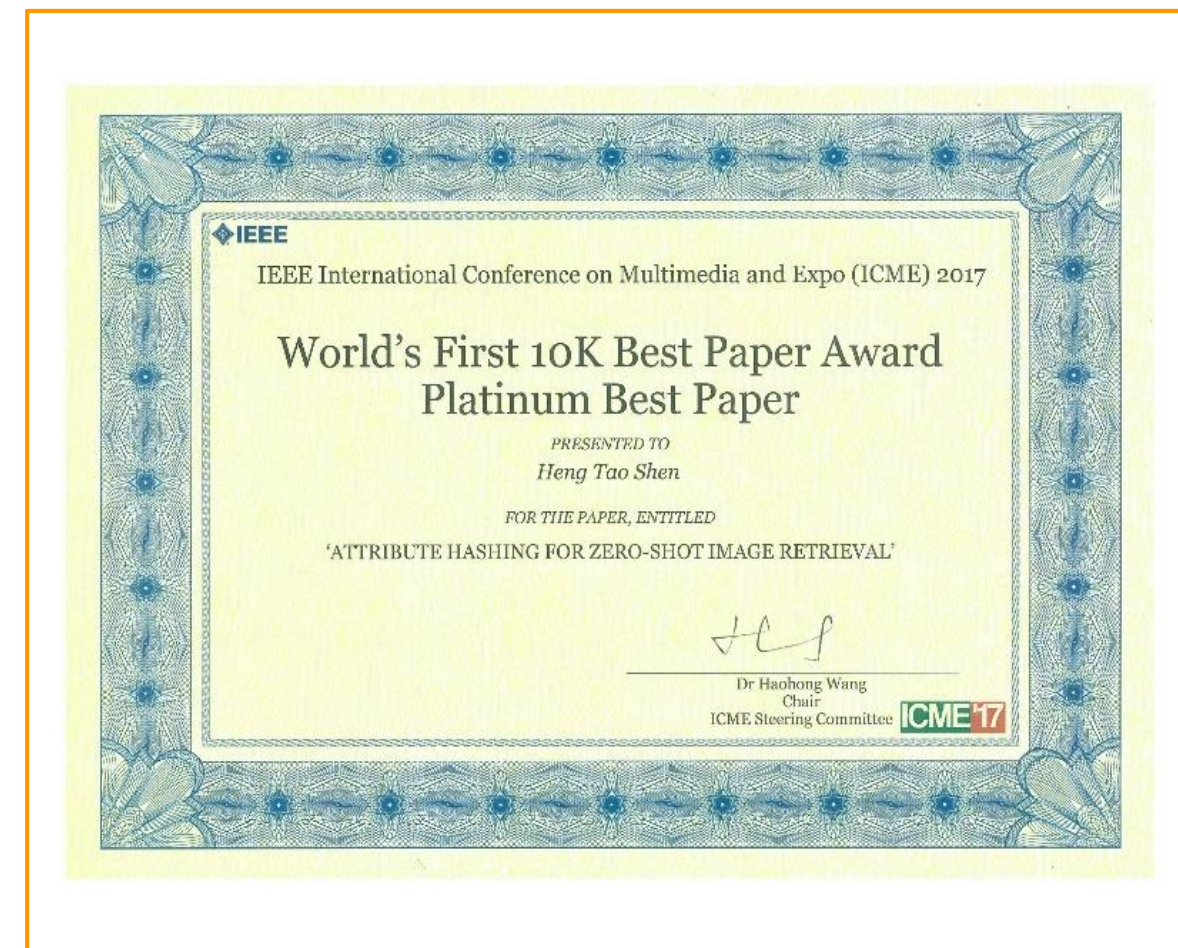 IEEE
IEEE International Conference on Multimedia and Expo (ICME) 2017
World's First 10K Best Paper Award
Platinum Best Paper
PRESENTED TO
Heng Tao Shen
FOR THE PAPER, ENTITLED
'ATTRIBUTE HASHING FOR ZERO-SHOT IMAGE RETRIEVAL'
Dr Haohong Wang
Chair
ICME Steering Committee
ICME'17